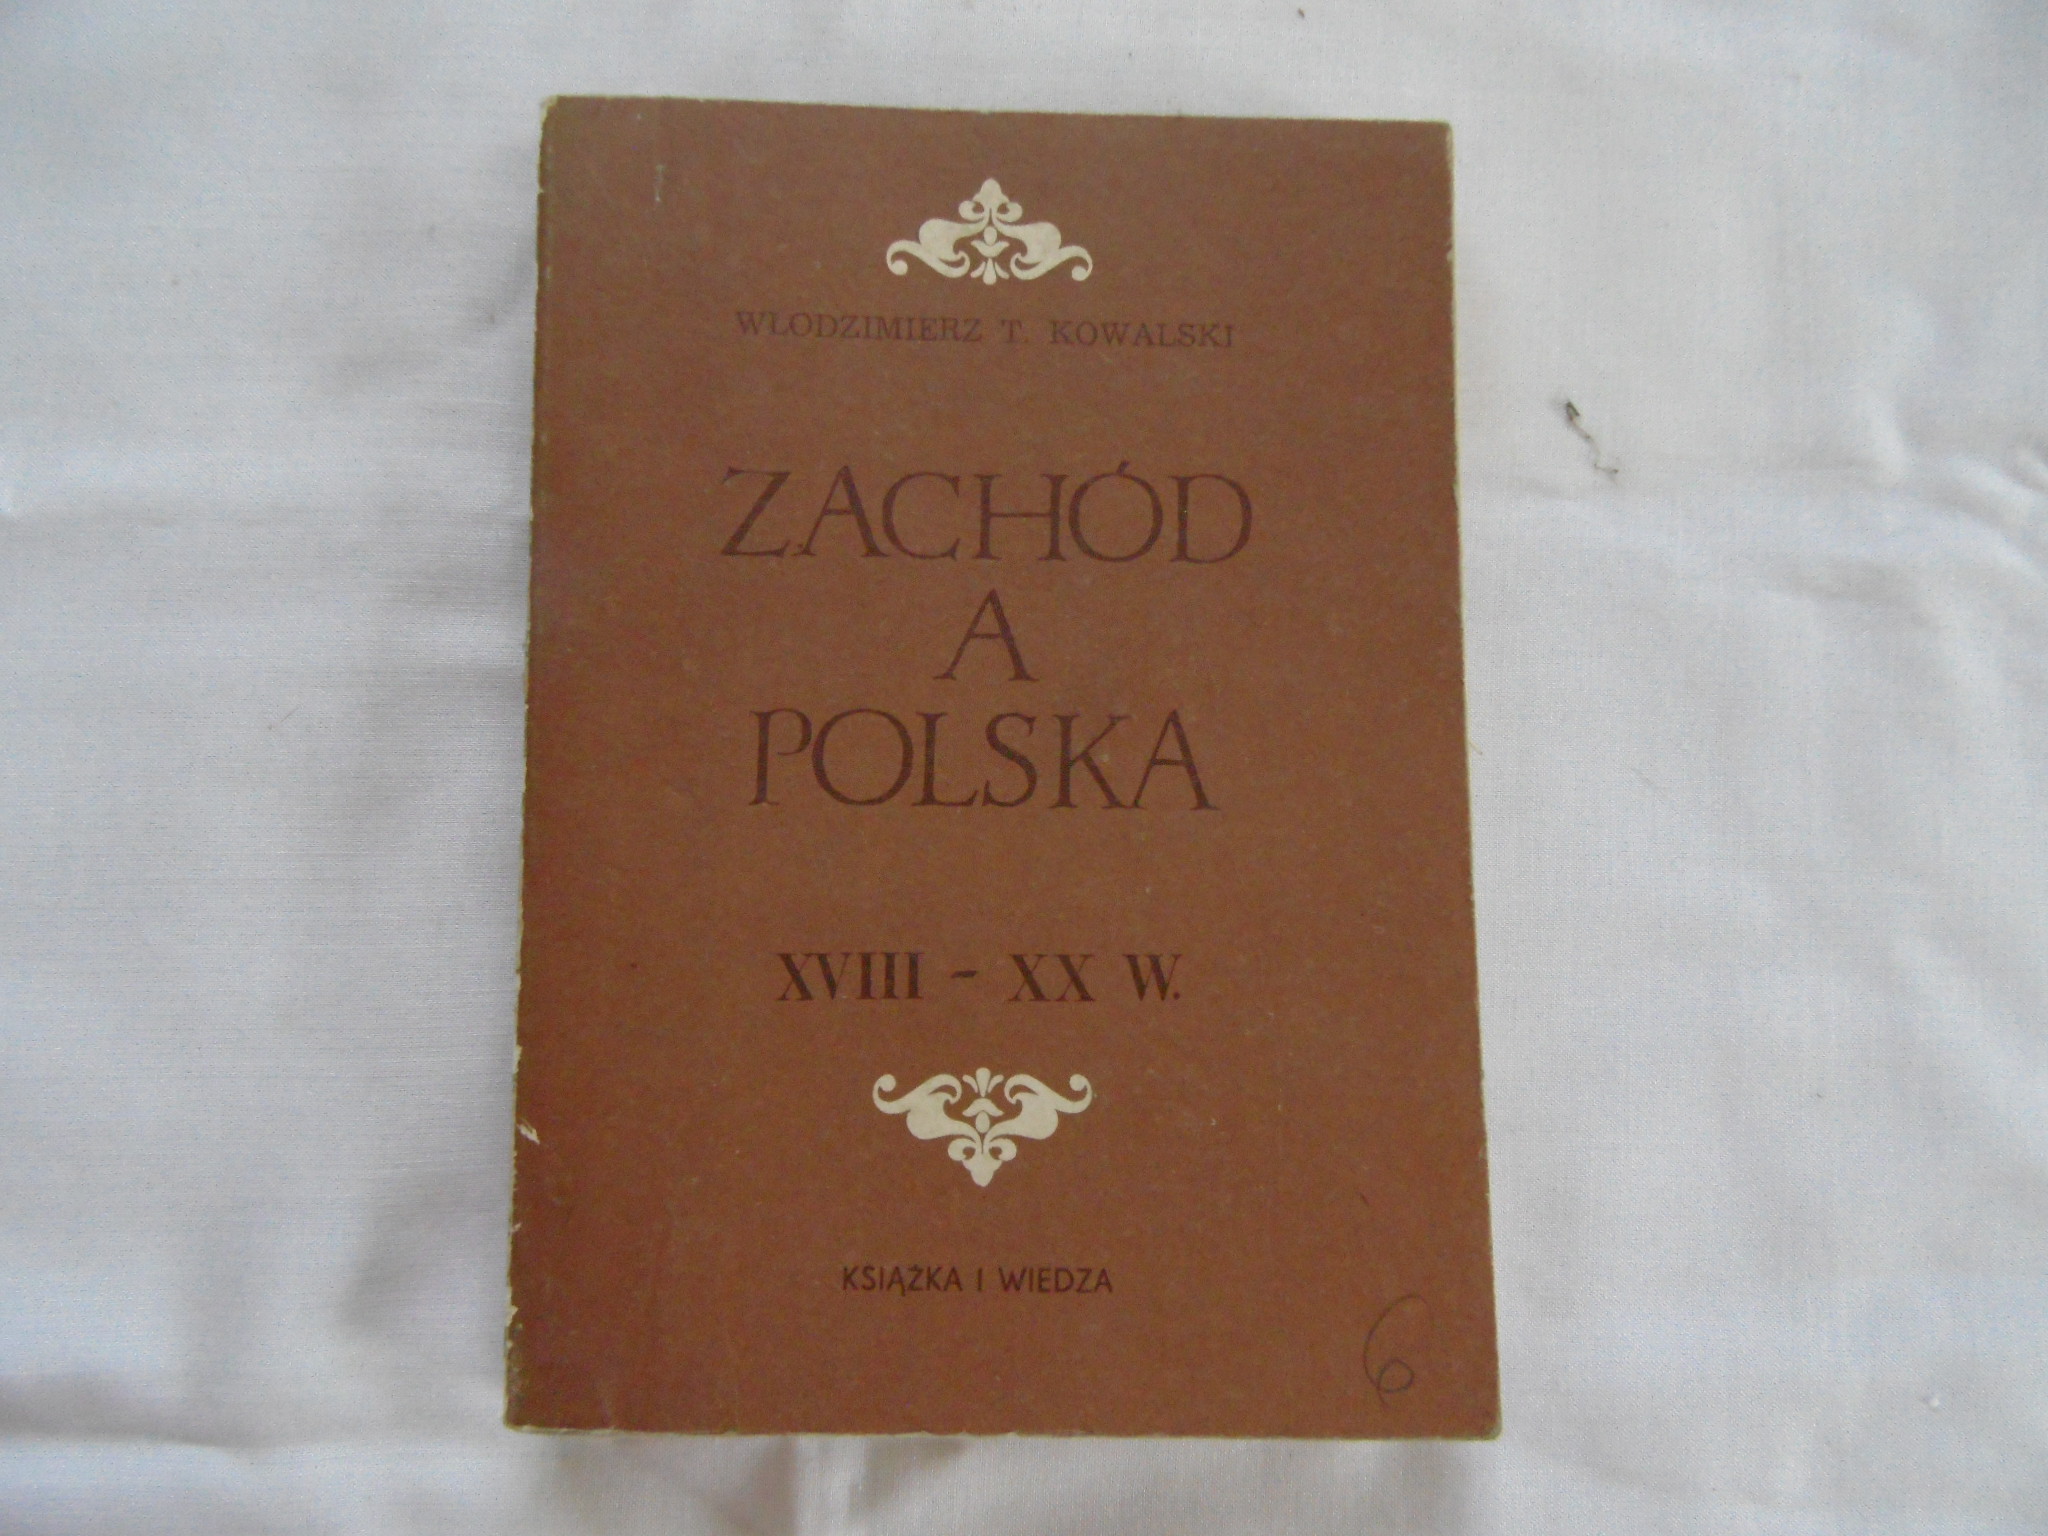 WŁODZIMIERZ T. KOWALSKI
ZACHÓD
A
POLSKA
XVIII - XX W.
KSIĄŻKA I WIEDZA
6